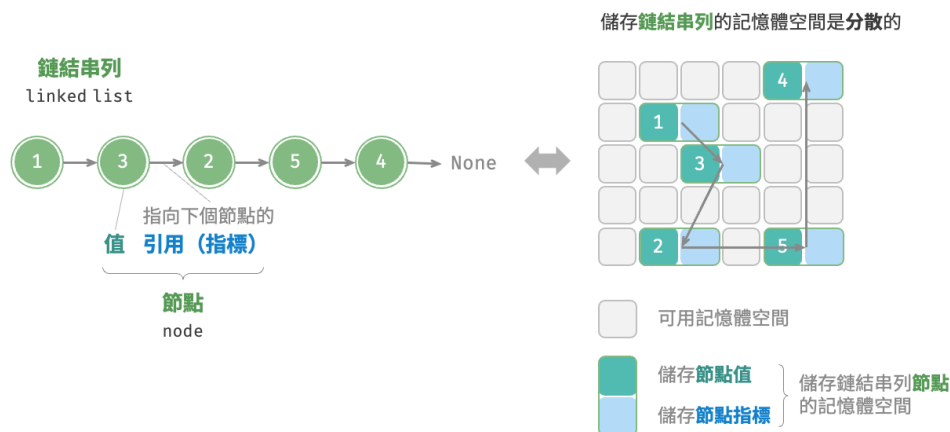 儲存鏈結串列的記憶體空間是分散的
鏈結串列
linked list
1
3
2
5
4
None
指向下個節點的
值
引用（指標）
節點
node
4
1
3
2
5
可用記憶體空間
儲存節點值
儲存節點指標
儲存鏈結串列節點
的記憶體空間